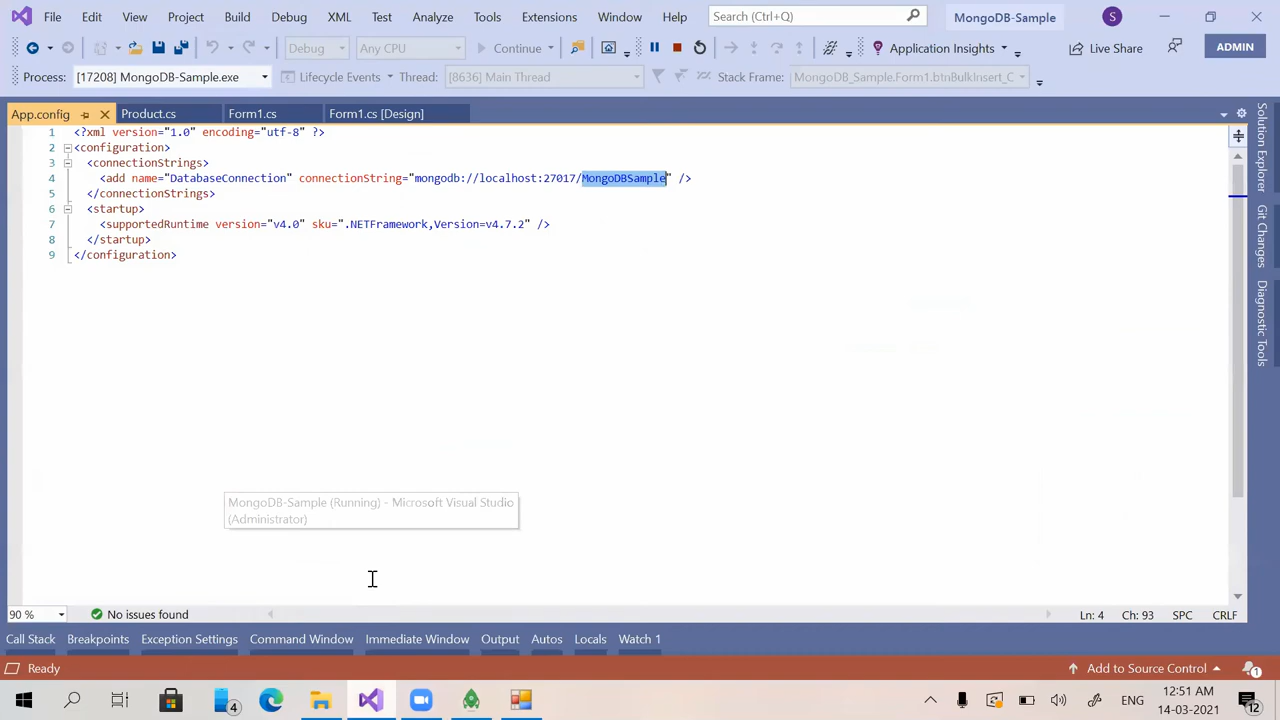 File Edit View Project Build Debug XML Test Analyze Tools Extensions Window Help Search (Ctrl+Q) MongoDB-Sample S
Debug Any CPU Continue Application Insights Live Share ADMIN
Process: [17208] MongoDB-Sample.exe Lifecycle Events Thread: [8636] Main Thread Stack Frame: MongoDB_Sample.Form1.btnBulkInsert_C
App.config Product.cs Form1.cs Form1.cs [Design]
1 <?xml version="1.0" encoding="utf-8" ?>
2 <configuration>
3 <connectionStrings>
4 <add name="DatabaseConnection" connectionString="mongodb://localhost:27017/MongoDBSample" />
5 </connectionStrings>
6 <startup>
7 <supportedRuntime version="v4.0" sku=".NETFramework,Version=v4.7.2" />
8 </startup>
9 </configuration>
Solution Explorer
Git Changes
Diagnostic Tools
MongoDB-Sample (Running) - Microsoft Visual Studio
(Administrator)
90 % No issues found Ln: 4 Ch: 93 SPC CRLF
Call Stack Breakpoints Exception Settings Command Window Immediate Window Output Autos Locals Watch 1
Ready Add to Source Control 1
4 ENG 12:51 AM 12
14-03-2021